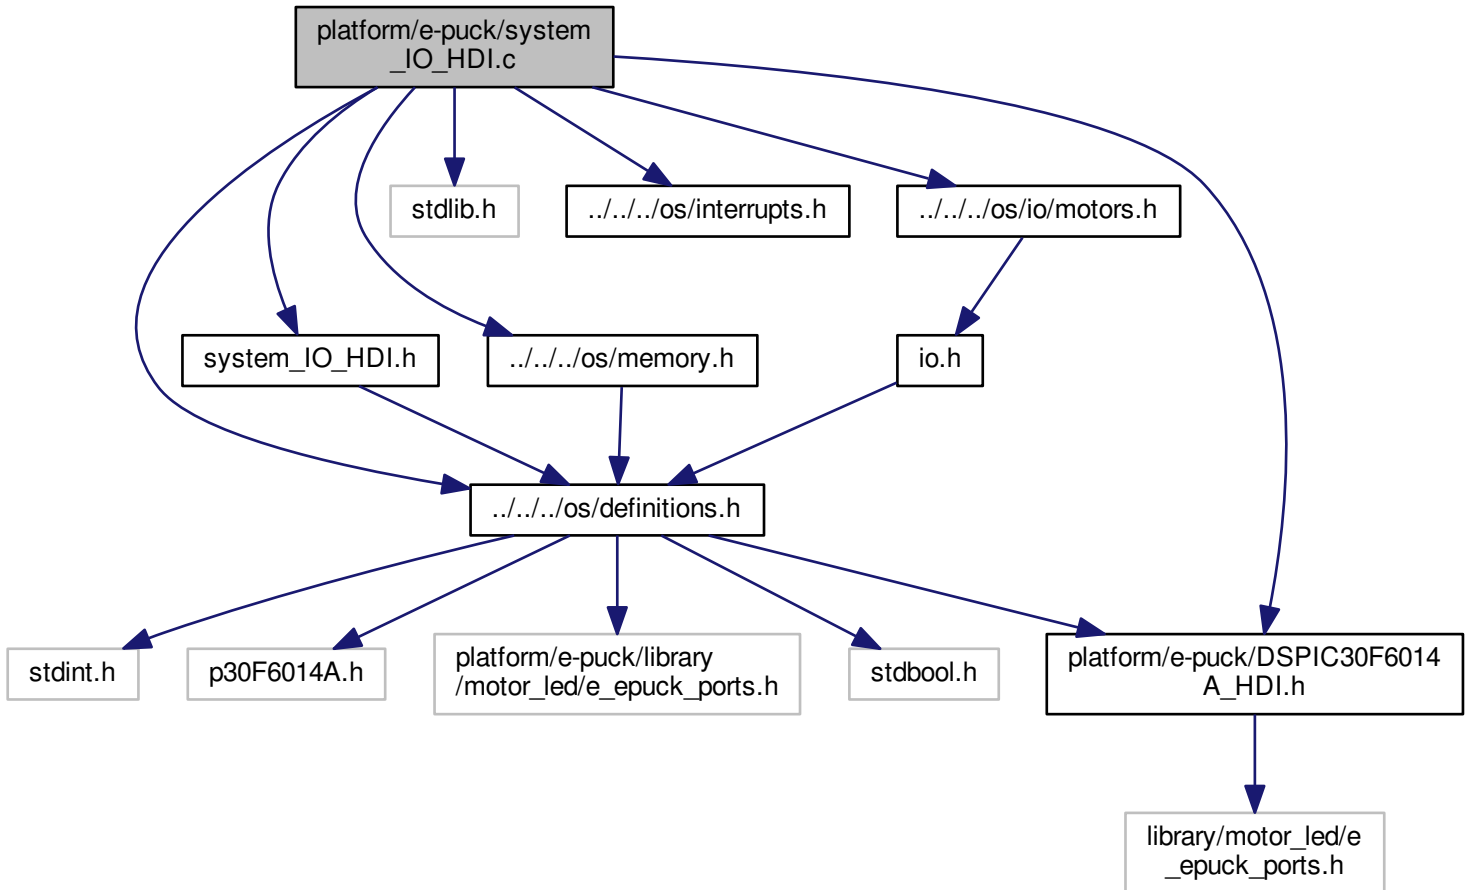 platform/e-puck/system
_IO_HDI.c
stdlib.h
../../../os/interrupts.h
../../../os/io/motors.h
system_IO_HDI.h
../../../os/memory.h
io.h
../../../os/definitions.h
stdint.h
p30F6014A.h
platform/e-puck/library
/motor_led/e_epuck_ports.h
stdbool.h
platform/e-puck/DSPIC30F6014
A_HDI.h
library/motor_led/e
_epuck_ports.h